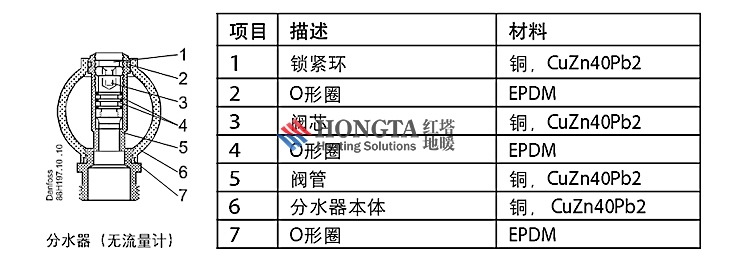 1
2
3
4
5
6
7
Danfoss
88H197.10 .10
分水器（无流量计）
项目 描述 材料
1 锁紧环 铜，CuZn40Pb2
2 O形圈 EPDM
3 阀芯 铜，CuZn40Pb2
4 O形圈 EPDM
5 阀管 铜，CuZn40Pb2
6 分水器本体 铜，CuZn40Pb2
7 O形圈 EPDM
HONGTA 红塔
Heating Solutions 地暖